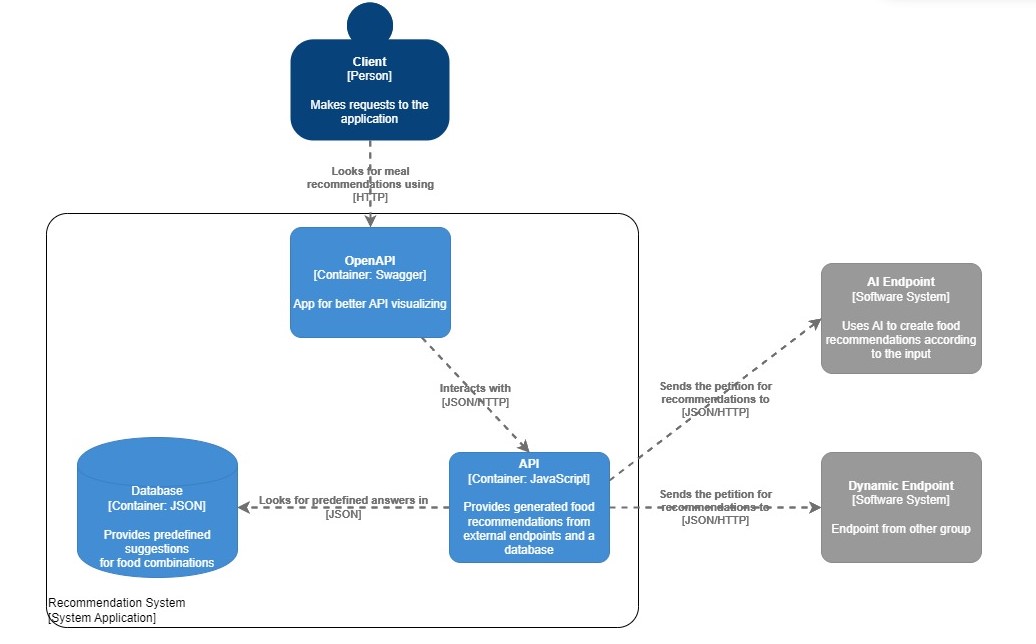 Client
[Person]
Makes requests to the
application
Looks for meal
recommendations using
[HTTP]
OpenAPI
[Container: Swagger]
App for better API visualizing
AI Endpoint
[Software System]
Uses AI to create food
recommendations according
to the input
Interacts with
[JSON/HTTP]
Sends the petition for
recommendations to
[JSON/HTTP]
API
[Container: JavaScript]
Provides generated food
recommendations from
external endpoints and a
database
Database
[Container: JSON]
Provides predefined
suggestions
for food combinations
Looks for predefined answers in
[JSON]
Sends the petition for
recommendations to
[JSON/HTTP]
Dynamic Endpoint
[Software System]
Endpoint from other group
Recommendation System
[System Application]